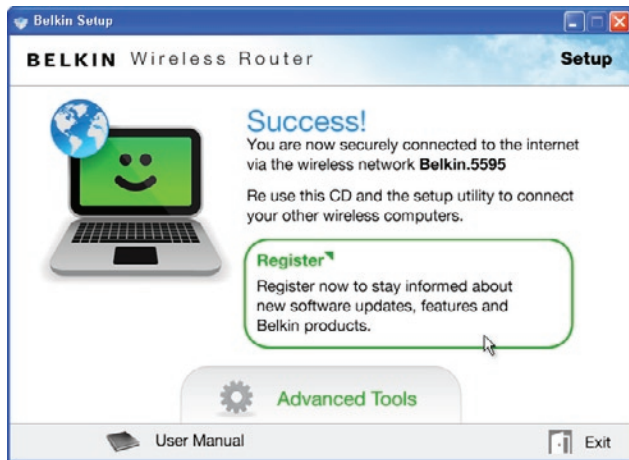 Belkin Setup
BELKIN Wireless Router
Setup
Success!
You are now securely connected to the internet
via the wireless network Belkin.5595
Re use this CD and the setup utility to connect
your other wireless computers.
Register
Register now to stay informed about
new software updates, features and
Belkin products.
Advanced Tools
User Manual
Exit